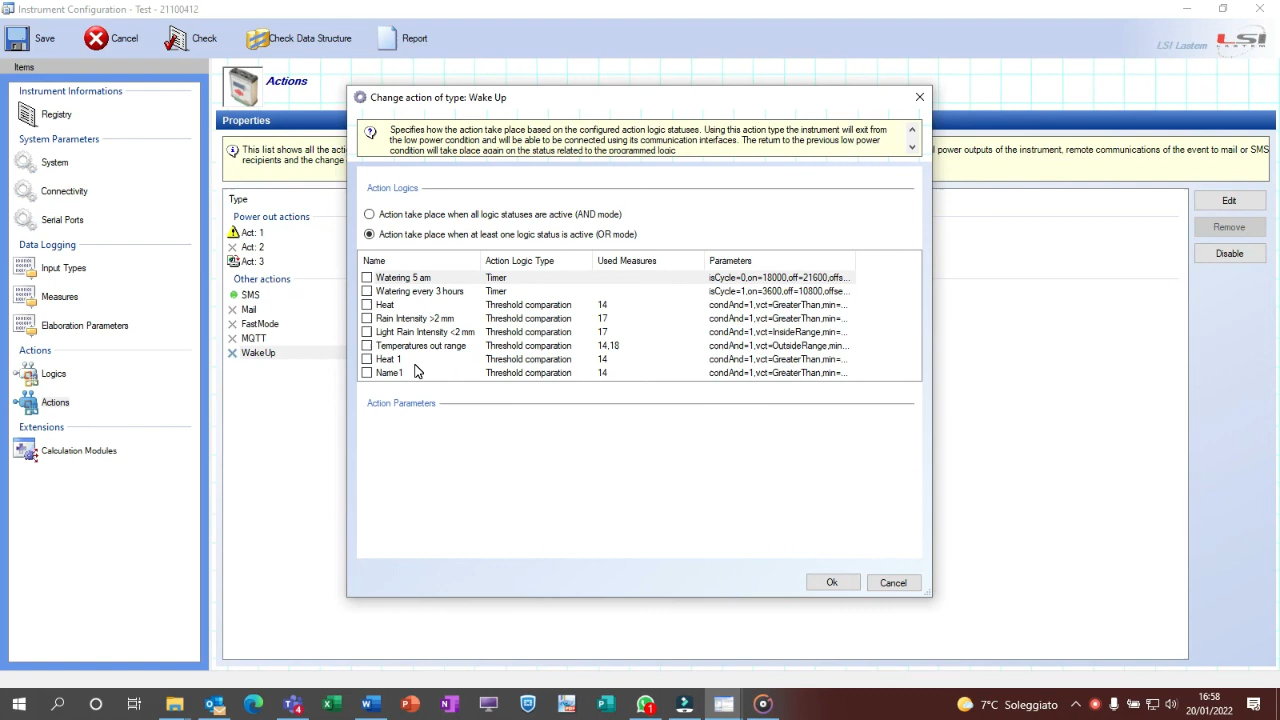 Instrument Configuration - Test - 21100412
Save
Cancel
Check
Check Data Structure
Report
LSI Lastem
LSI
Items
Instrument Informations
Registry
System Parameters
System
Connectivity
Serial Ports
Data Logging
Input Types
Measures
Elaboration Parameters
Actions
Logics
Actions
Extensions
Calculation Modules
Actions
Properties
This list shows all the acti
recipients and the change
l power outputs of the instrument, remote communications of the event to mail or SMS
Type
Power out actions
Act: 1
Act: 2
Act: 3
Other actions
SMS
Mail
FastMode
MQTT
WakeUp
Edit
Remove
Disable
Change action of type: Wake Up
Specifies how the action take place based on the configured action logic statuses. Using this action type the instrument will exit from
the low power condition and will be able to be connected using its communication interfaces. The return to the previous low power
condition will take place again on the status related to the programmed logic
Action Logics
Action take place when all logic statuses are active (AND mode)
Action take place when at least one logic status is active (OR mode)
Name Action Logic Type Used Measures Parameters
Watering 5 am Timer isCycle=0,on=18000,off=21600,offs...
Watering every 3 hours Timer isCycle=1,on=3600,off=10800,offse...
Heat Threshold comparation 14 condAnd=1,vct=GreaterThan,min=...
Rain Intensity >2 mm Threshold comparation 17 condAnd=1,vct=GreaterThan,min=...
Light Rain Intensity <2 mm Threshold comparation 17 condAnd=1,vct=InsideRange,min=...
Temperatures out range Threshold comparation 14,18 condAnd=1,vct=OutsideRange,min...
Heat 1 Threshold comparation 14 condAnd=1,vct=GreaterThan,min=...
Name1 Threshold comparation 14 condAnd=1,vct=GreaterThan,min=...
Action Parameters
Ok
Cancel
7°C Soleggiato
16:58
20/01/2022